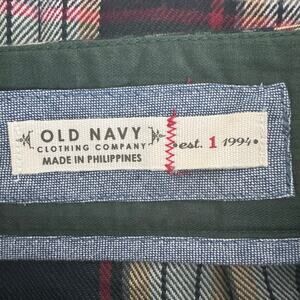 OLD NAVY
CLOTHING COMPANY
MADE IN PHILIPPINES
est. 1 1994